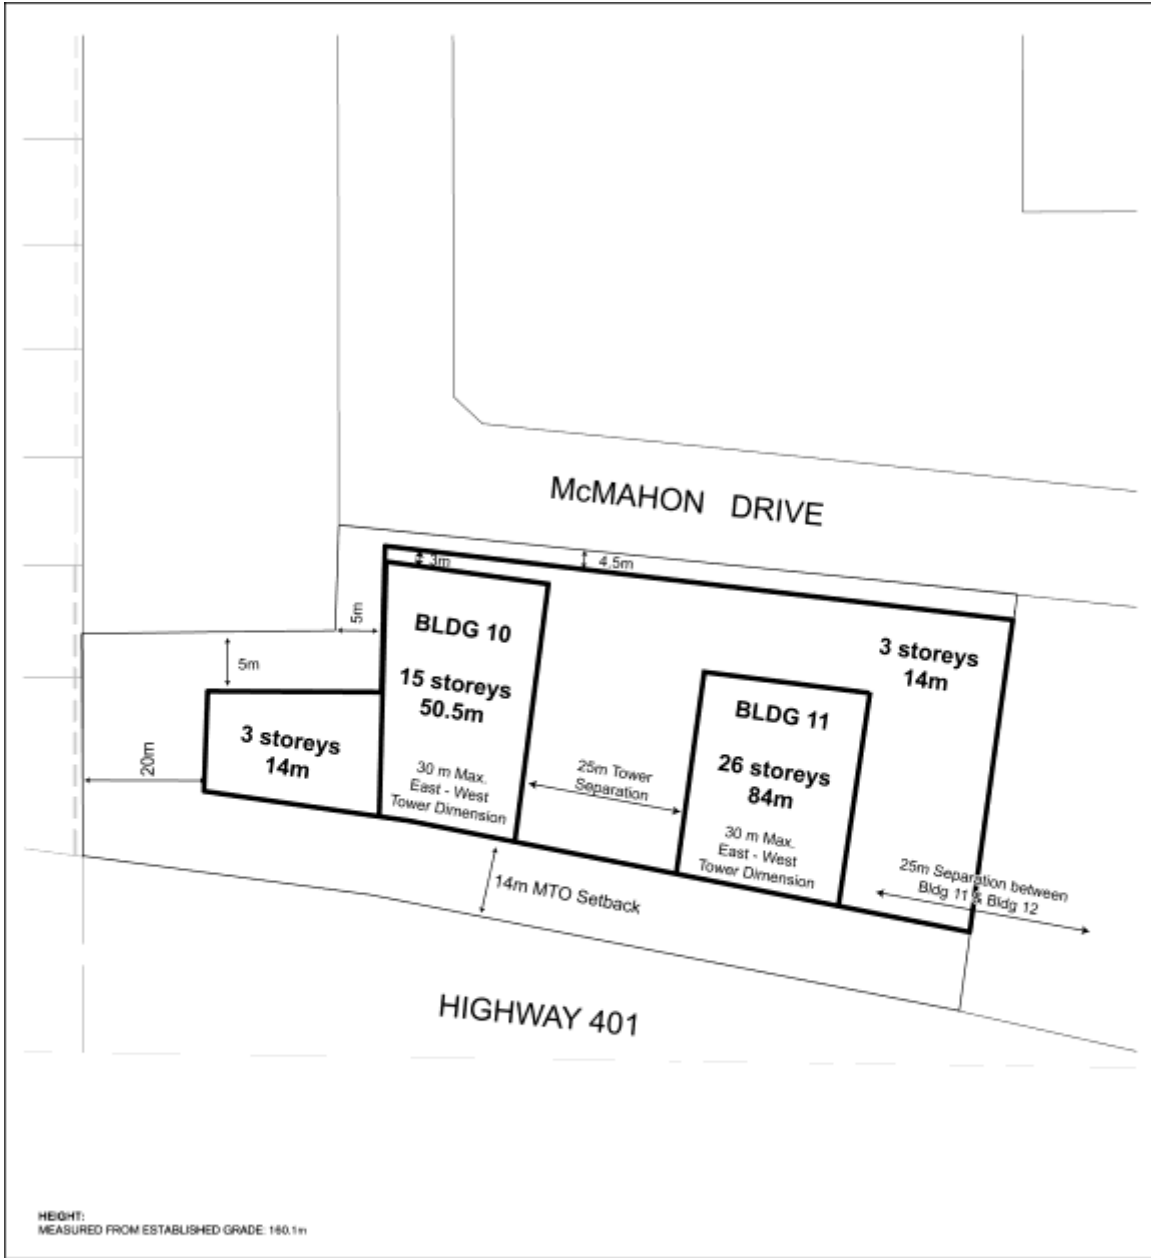 McMAHON DRIVE
3m
4.5m
5m
BLDG 10
15 storeys
50.5m
30 m Max.
East - West
Tower Dimension
5m
3 storeys
14m
20m
25m Tower
Separation
BLDG 11
26 storeys
84m
30 m Max.
East - West
Tower Dimension
3 storeys
14m
25m Separation between
Bldg 11 & Bldg 12
14m MTO Setback
HIGHWAY 401
HEIGHT:
MEASURED FROM ESTABLISHED GRADE: 160.1m